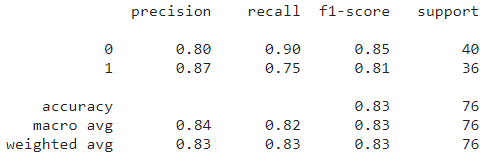 precision recall f1-score support
0 0.80 0.90 0.85 40
1 0.87 0.75 0.81 36
accuracy 0.83 76
macro avg 0.84 0.82 0.83 76
weighted avg 0.83 0.83 0.83 76